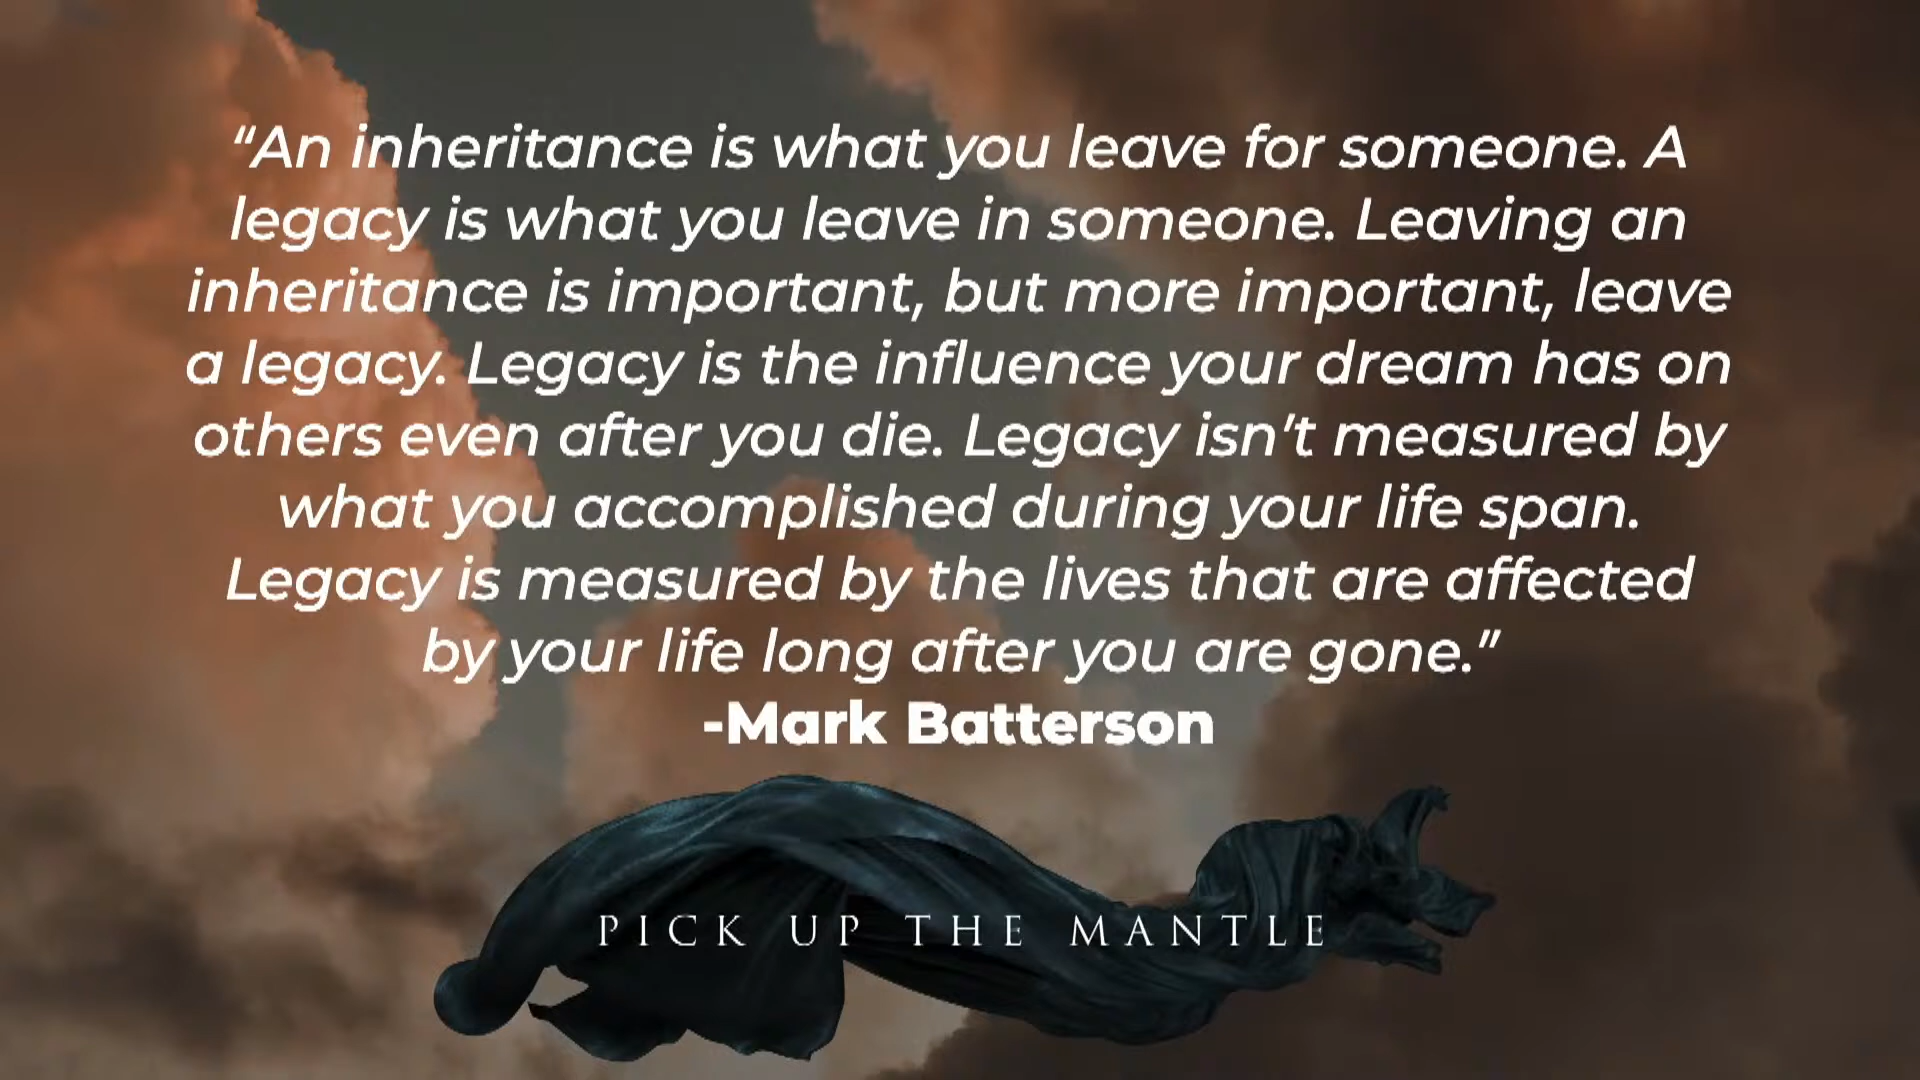 “An inheritance is what you leave for someone. A
legacy is what you leave in someone. Leaving an
inheritance is important, but more important, leave
a legacy. Legacy is the influence your dream has on
others even after you die. Legacy isn’t measured by
what you accomplished during your life span.
Legacy is measured by the lives that are affected
by your life long after you are gone.”
-Mark Batterson
PICK UP THE MANTLE